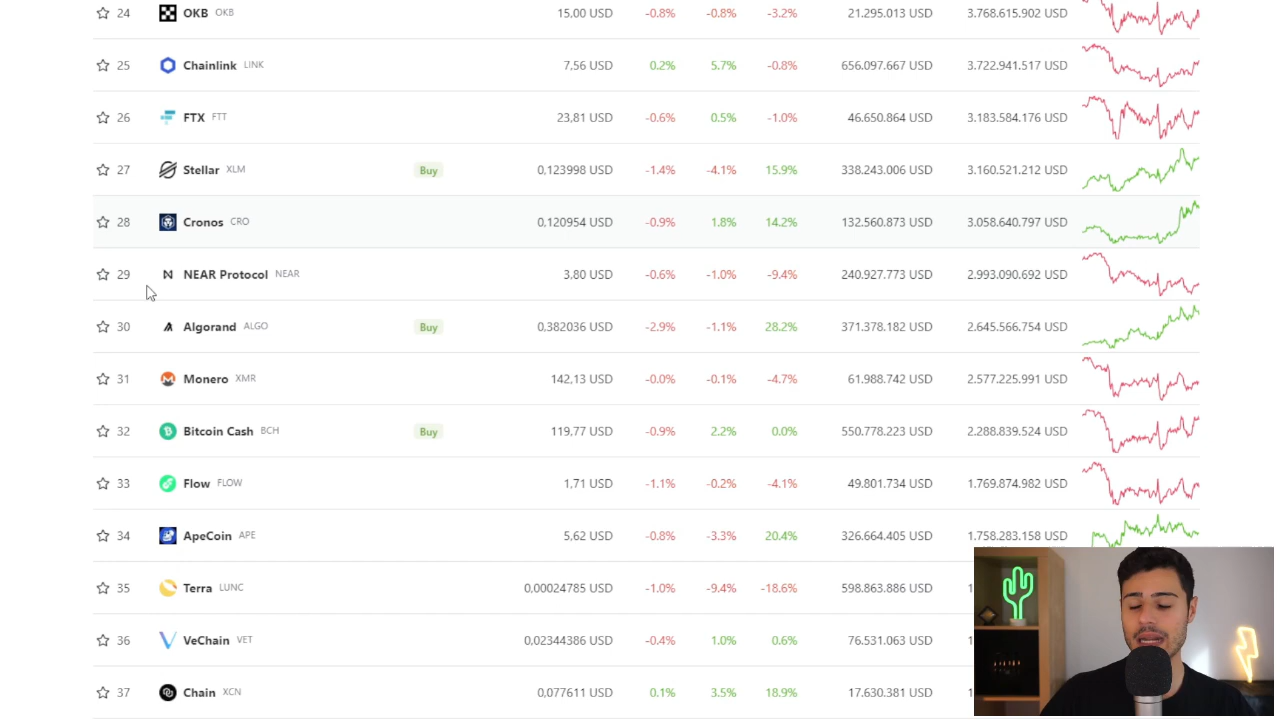 24 OKB OKB 15,00 USD -0.8% -0.8% -3.2% 21.295.013 USD 3.768.615.902 USD
25 Chainlink LINK 7,56 USD 0.2% 5.7% -0.8% 656.097.667 USD 3.722.941.517 USD
26 FTX FTT 23,81 USD -0.6% 0.5% -1.0% 46.650.864 USD 3.183.584.176 USD
27 Stellar XLM Buy 0,123998 USD -1.4% -4.1% 15.9% 338.243.006 USD 3.160.521.212 USD
28 Cronos CRO 0,120954 USD -0.9% 1.8% 14.2% 132.560.873 USD 3.058.640.797 USD
29 NEAR Protocol NEAR 3.80 USD -0.6% -1.0% -9.4% 240.927.773 USD 2.993.090.692 USD
30 Algorand ALGO Buy 0,382036 USD -2.9% -1.1% 28.2% 371.378.182 USD 2.645.566.754 USD
31 Monero XMR 142,13 USD -0.0% -0.1% -4.7% 61.988.742 USD 2.577.225.991 USD
32 Bitcoin Cash BCH Buy 119,77 USD -0.9% 2.2% 0.0% 550.778.223 USD 2.288.839.524 USD
33 Flow FLOW 1,71 USD -1.1% -0.2% -4.1% 49.801.734 USD 1.769.874.982 USD
34 ApeCoin APE 5,62 USD -0.8% -3.3% 20.4% 326.664.405 USD 1.758.283.158 USD
35 Terra LUNC 0,00024785 USD -1.0% -9.4% -18.6% 598.863.886 USD 1
36 VeChain VET 0,02344386 USD -0.4% 1.0% 0.6% 76.531.063 USD 1
37 Chain XCN 0,077611 USD 0.1% 3.5% 18.9% 17.630.381 USD 1